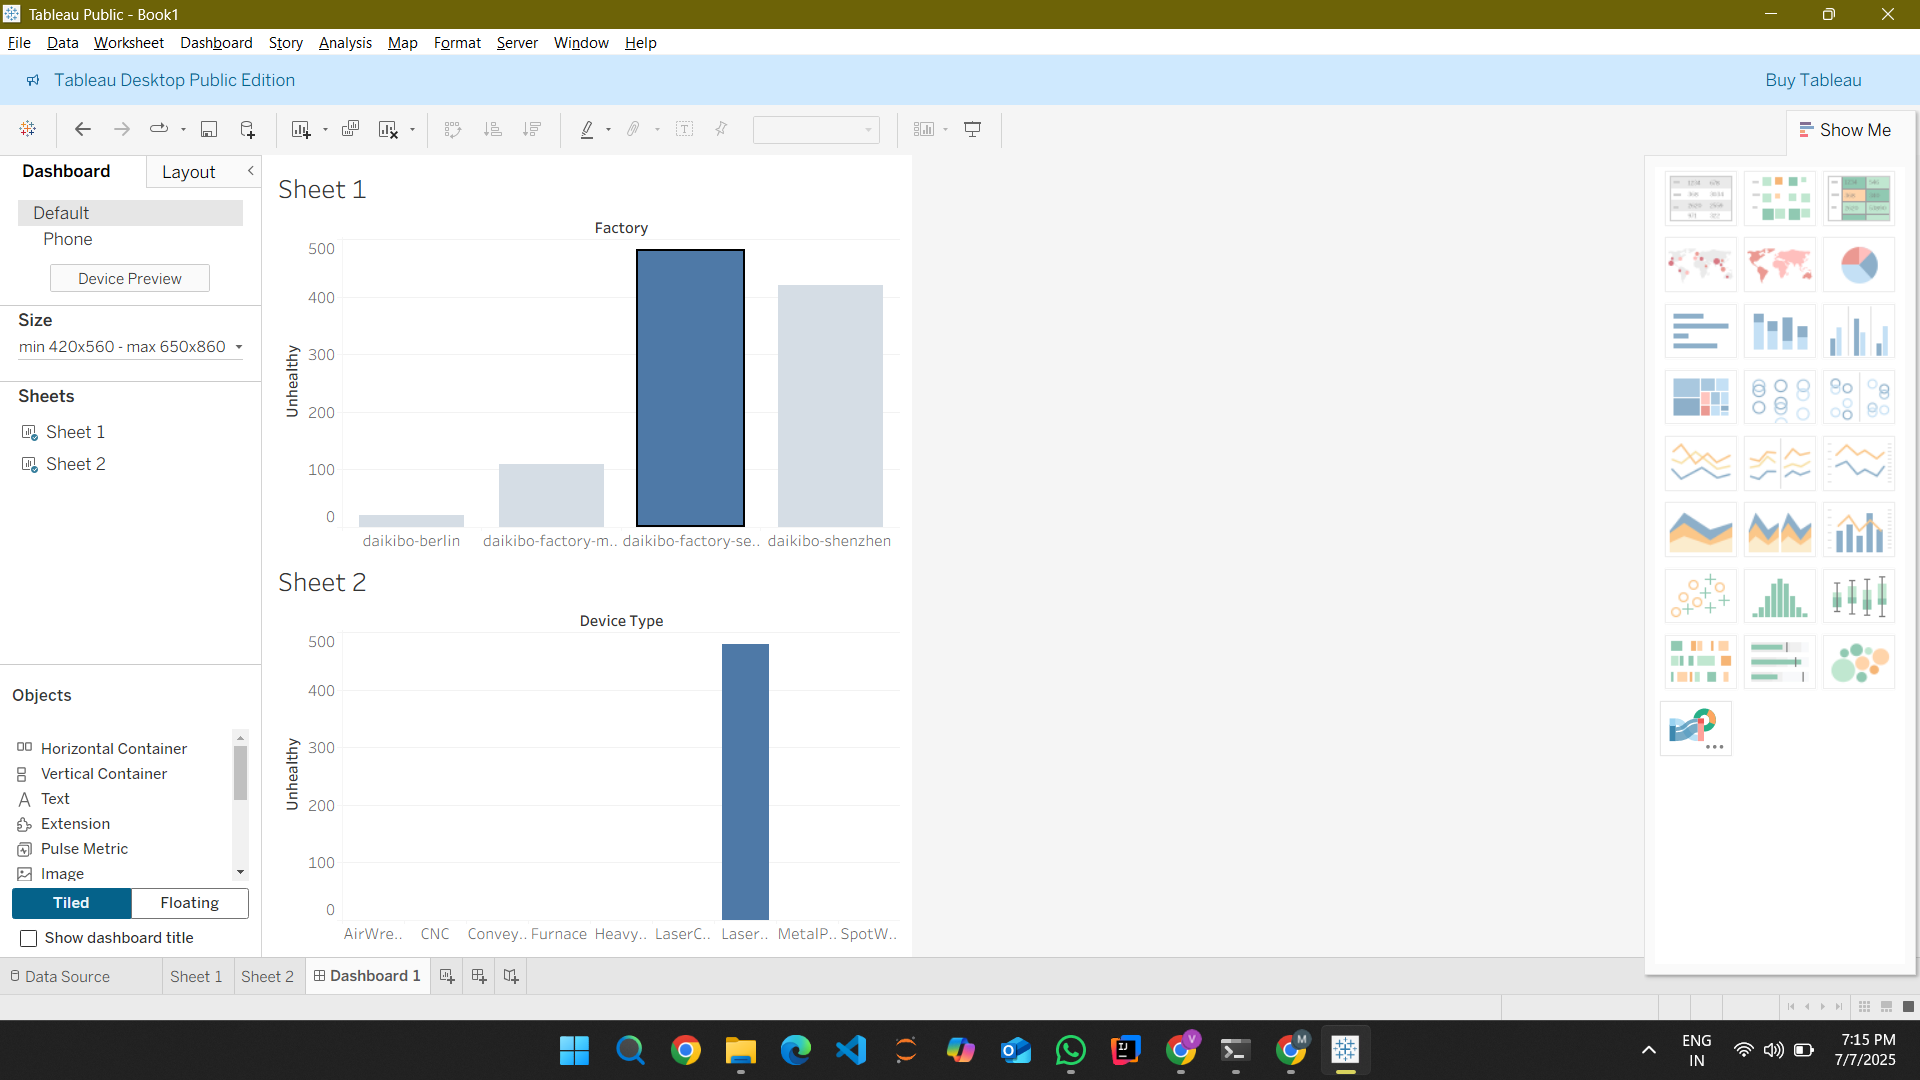 Tableau Public - Book1
File Data Worksheet Dashboard Story Analysis Map Format Server Window Help
Tableau Desktop Public Edition
Buy Tableau
Show Me
Dashboard
Layout
Default
Phone
Device Preview
Size
min 420x560 - max 650x860
Sheets
Sheet 1
Sheet 2
Objects
Horizontal Container
Vertical Container
Text
Extension
Pulse Metric
Image
Tiled
Floating
Show dashboard title
Sheet 1
Factory
500
400
300
200
100
0
Unhealthy
daikibo-berlin
daikibo-factory-m..
daikibo-factory-se..
daikibo-shenzhen
Sheet 2
Device Type
500
400
300
200
100
0
Unhealthy
AirWre..
CNC
Convey..
Furnace
Heavy..
LaserC..
Laser..
MetalP..
SpotW..
Data Source
Sheet 1
Sheet 2
Dashboard 1
ENG
IN
7:15 PM
7/7/2025